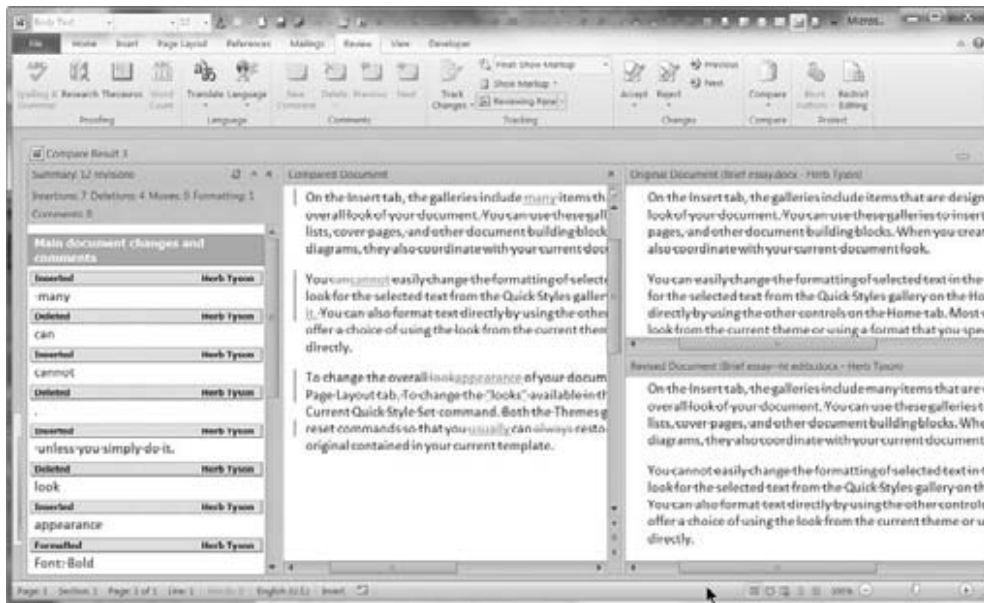 Body Text
Micros...
File Home Insert Page Layout References Mailings Review View Developer
Final: Show Markup
Show Markup
Reviewing Pane
Previous
Next
Spelling & Grammar
Research
Thesaurus
Word Count
Translate
Language
New Comment
Delete
Previous
Next
Track Changes
Accept
Reject
Compare
Block Authors
Restrict Editing
Proofing
Language
Comments
Tracking
Changes
Compare
Protect
Compare Result 3
Summary: 12 revisions
Insertions: 7 Deletions: 4 Moves: 0 Formatting: 1
Comments: 0
Main document changes and
comments
Inserted Herb Tyson
many
Deleted Herb Tyson
can
Inserted Herb Tyson
cannot
Deleted Herb Tyson
.
Inserted Herb Tyson
unless you simply do it.
Deleted Herb Tyson
look
Inserted Herb Tyson
appearance
Formatted Herb Tyson
Font: Bold
Compared Document
On the Insert tab, the galleries include many items th
overall look of your document. You can use these gall
lists, cover pages, and other document building block
diagrams, they also coordinate with your current doc
You cancannot easily change the formatting of selecte
look for the selected text from the Quick Styles galler
it. You can also format text directly by using the other
offer a choice of using the look from the current them
directly.
To change the overall lookappearance of your docum
Page Layout tab. To change the "looks" available in th
Current Quick Style Set command. Both the Themes g
reset commands so that you usually can always resto
original contained in your current template.
Original Document (Brief essay.docx - Herb Tyson)
On the Insert tab, the galleries include items that are design
look of your document. You can use these galleries to insert
pages, and other document building blocks. When you creat
also coordinate with your current document look.
You can easily change the formatting of selected text in the
for the selected text from the Quick Styles gallery on the Ho
directly by using the other controls on the Home tab. Most
look from the current theme or using a format that you spec
Revised Document (Brief essay-ht edits.docx - Herb Tyson)
On the Insert tab, the galleries include many items that are
overall look of your document. You can use these galleries t
lists, cover pages, and other document building blocks. Whe
diagrams, they also coordinate with your current document
You cannot easily change the formatting of selected text in t
look for the selected text from the Quick Styles gallery on th
You can also format text directly by using the other control
offer a choice of using the look from the current theme or u
directly.
Page: 1 Section: 1 Page: 1 of 1 Line: 1 English (U.S.) Insert 100%